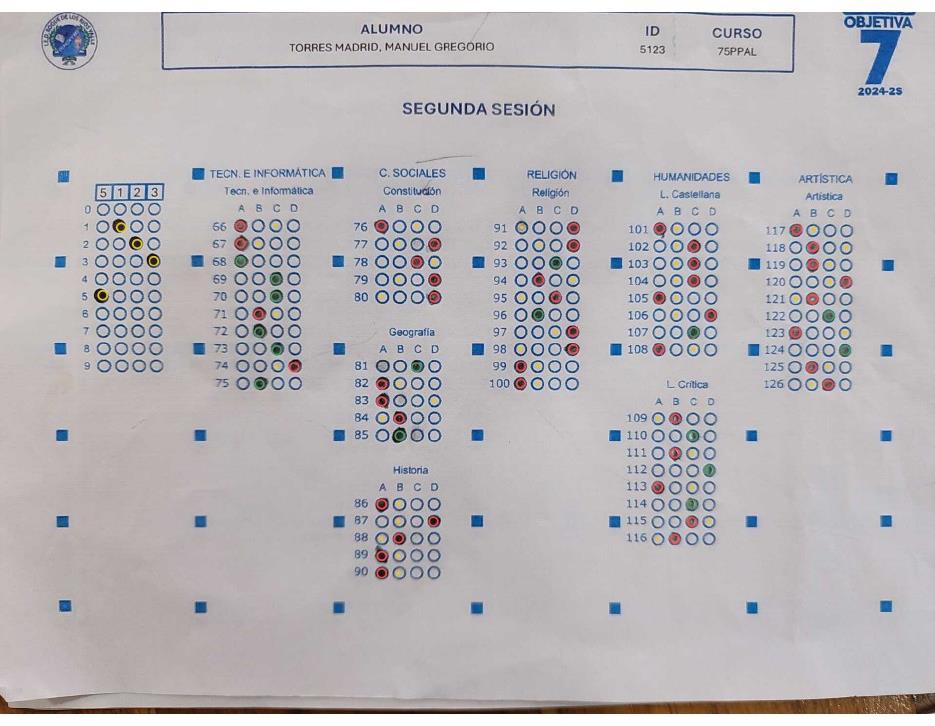 I.E.D. ROQUE DE LOS RIOS VALLE
ALUMNO
TORRES MADRID, MANUEL GREGORIO
ID
5123
CURSO
75PPAL
OBJETIVA
7
2024-2S
SEGUNDA SESIÓN
5 1 2 3
0
1
2
3
4
5
6
7
8
9
TECN. E INFORMÁTICA
Tecn. e Informática
A B C D
66
67
68
69
70
71
72
73
74
75
C. SOCIALES
Constitución
A B C D
76
77
78
79
80
Geografía
A B C D
81
82
83
84
85
Historia
A B C D
86
87
88
89
90
RELIGIÓN
Religión
A B C D
91
92
93
94
95
96
97
98
99
100
HUMANIDADES
L. Castellana
A B C D
101
102
103
104
105
106
107
108
L. Crítica
A B C D
109
110
111
112
113
114
115
116
ARTÍSTICA
Artística
A B C D
117
118
119
120
121
122
123
124
125
126